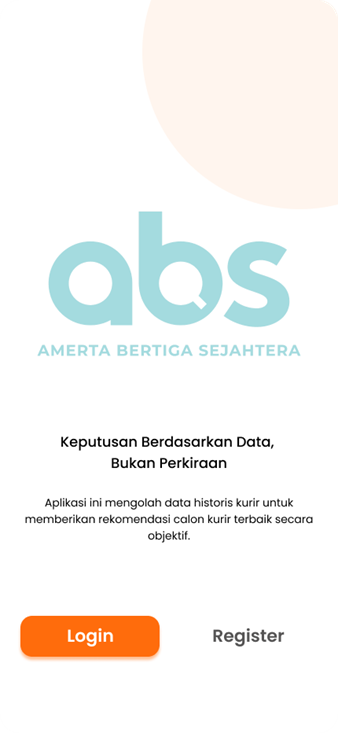 abs
AMERTA BERTIGA SEJAHTERA
Keputusan Berdasarkan Data,
Bukan Perkiraan
Aplikasi ini mengolah data historis kurir untuk
memberikan rekomendasi calon kurir terbaik secara
objektif.
Login
Register